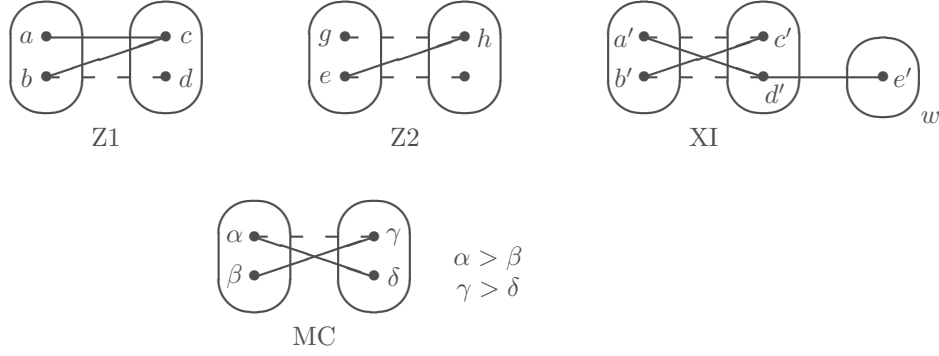 a c g h a′ c′
b d e b′ d′ e′
Z1 Z2 XI w
α γ
β δ
α > β
γ > δ
MC